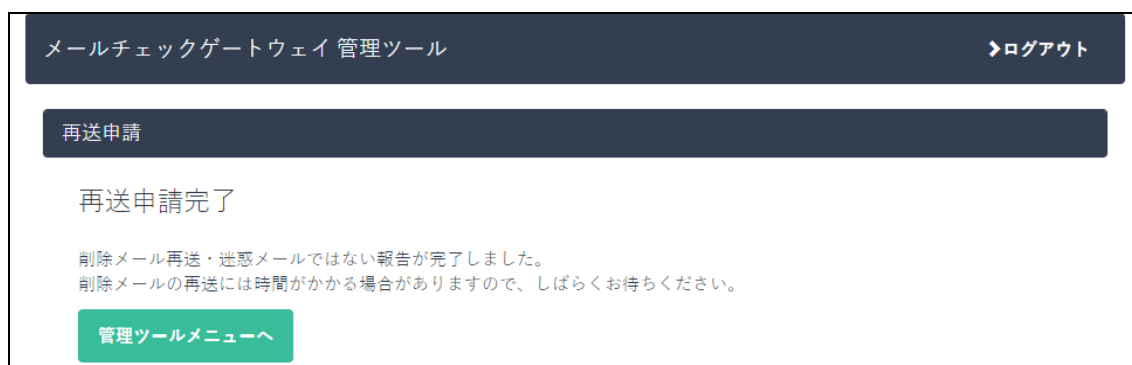 メールチェックゲートウェイ 管理ツール
❯ログアウト
再送申請
再送申請完了
削除メール再送・迷惑メールではない報告が完了しました。
削除メールの再送には時間がかかる場合がありますので、しばらくお待ちください。
管理ツールメニューへ